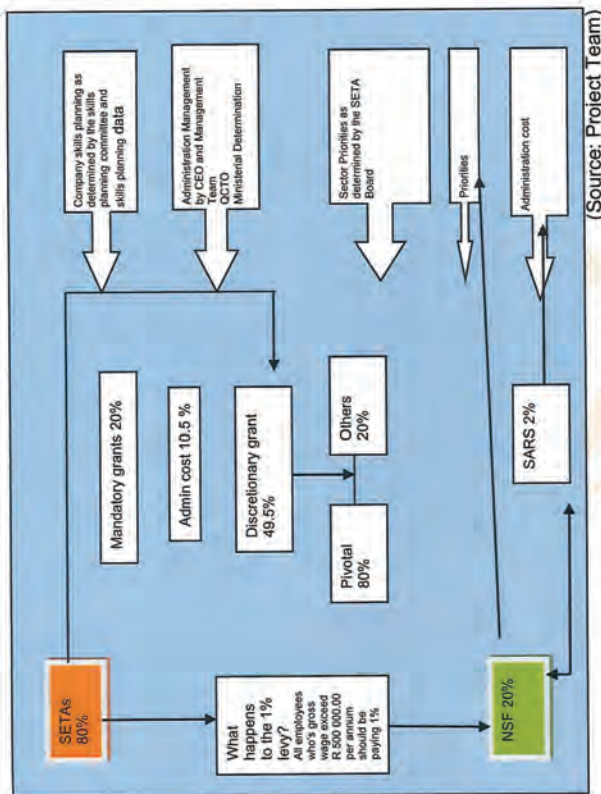 SETAs
80%
What
happens
to the 1%
levy?
All employees
who's gross
wage exceed
R 500 000.00
per annum
should be
paying 1%
NSF 20%
Mandatory grants 20%
Admin cost 10.5 %
Discretionary grant
49.5%
Pivotal
80%
Others
20%
SARS 2%
Company skills planning as
determined by the skills
planning committee and
skills planning data
Administration Management
by CEO and Management
Team
QCTO
Ministerial Determination
Sector Priorities as
determined by the SETA
Board
Priorities
Administration cost
(Source: Project Team)